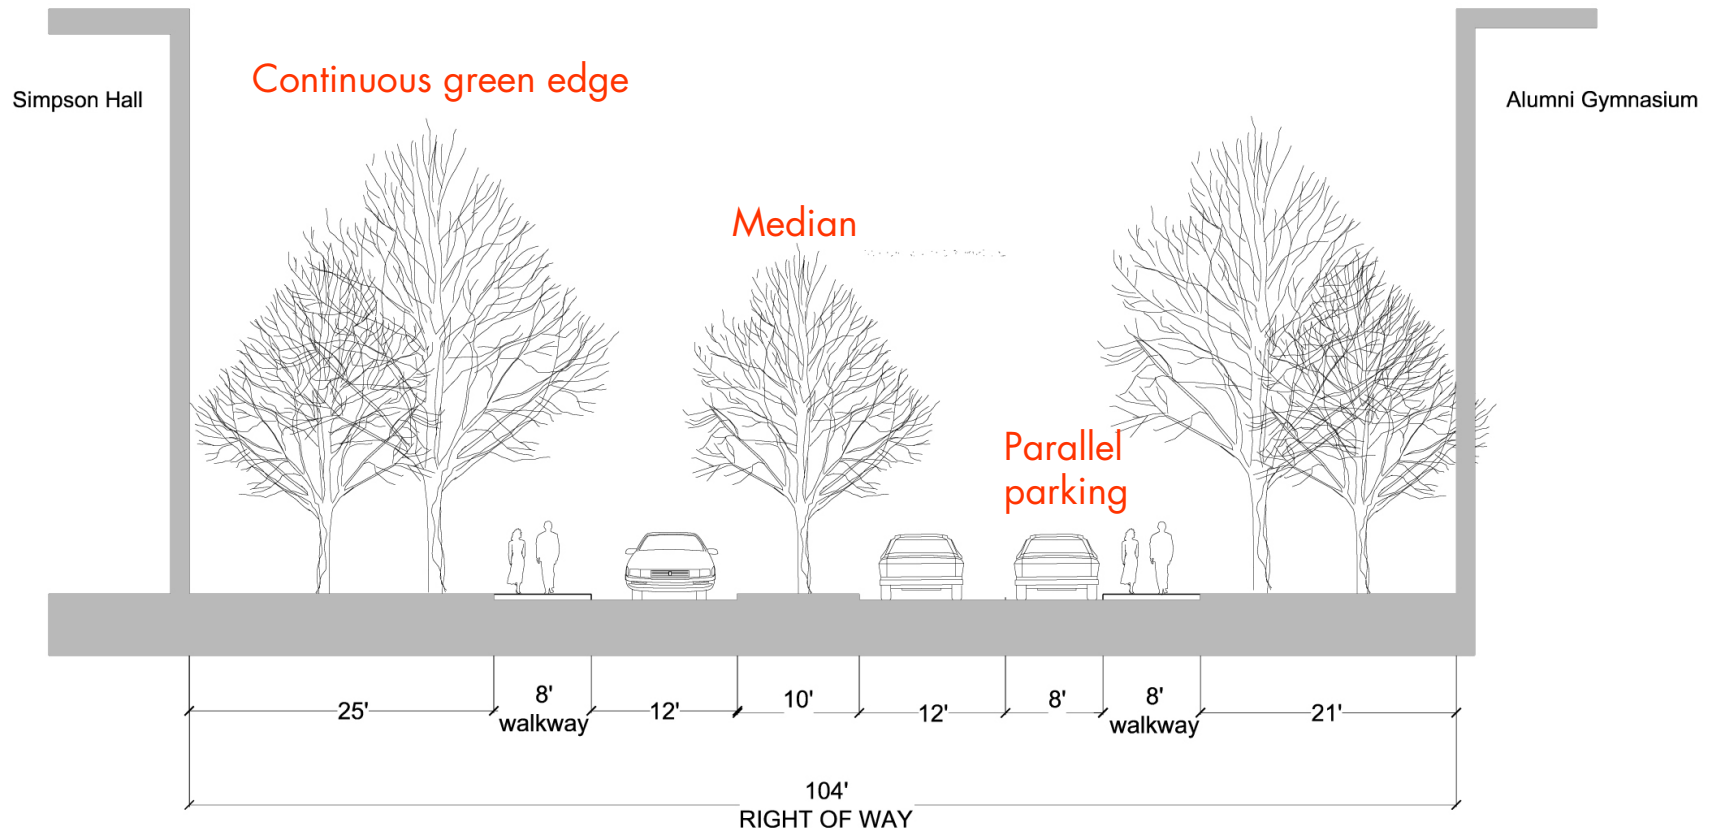 Continuous green edge
Simpson Hall
Alumni Gymnasium
Median
Parallel
parking
25'
8'
walkway
12'
10'
12'
8'
8'
walkway
21'
104'
RIGHT OF WAY